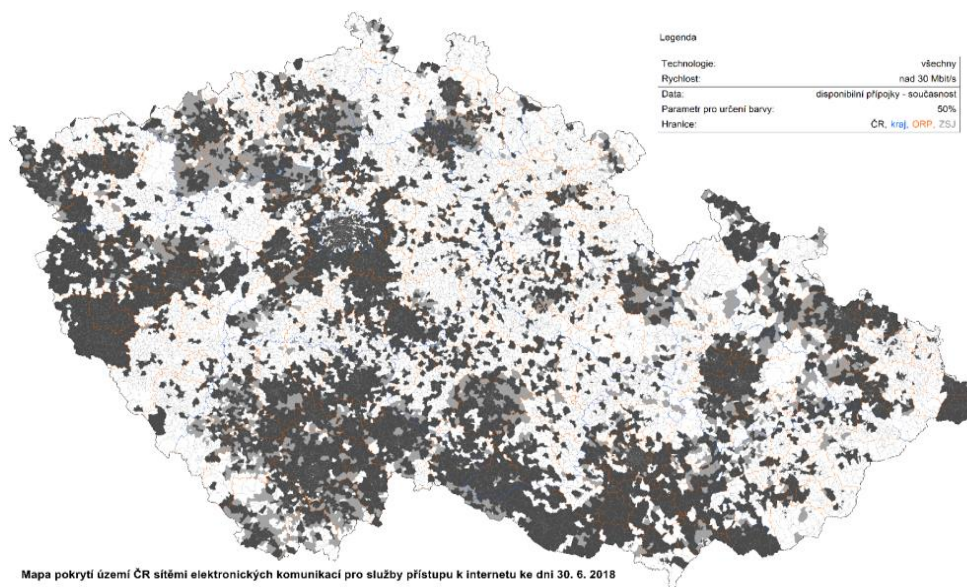 Legenda
Technologie: všechny
Rychlost: nad 30 Mbit/s
Data: disponibilní přípojky - současnost
Parametr pro určení barvy: 50%
Hranice: ČR, kraj, ORP, ZSJ
Mapa pokrytí území ČR sítěmi elektronických komunikací pro služby přístupu k internetu ke dni 30. 6. 2018